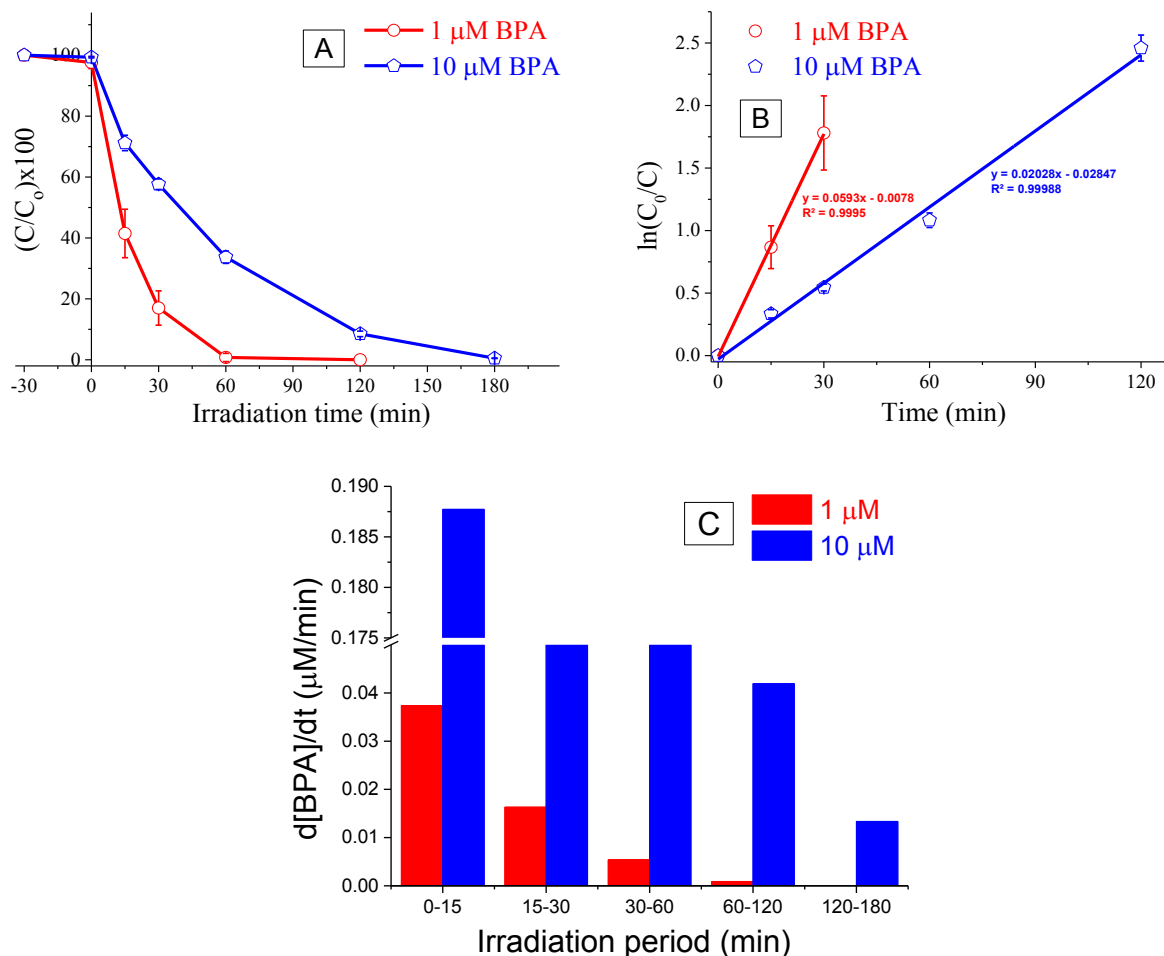 A
1 μM BPA
10 μM BPA
(C/Co)x100
100
80
60
40
20
0
-30 0 30 60 90 120 150 180
Irradiation time (min)
1 μM BPA
10 μM BPA
B
ln(C0/C)
2.5
2.0
1.5
1.0
0.5
0.0
y = 0.0593x - 0.0078
R² = 0.9995
y = 0.02028x - 0.02847
R² = 0.99988
0 30 60 90 120
Time (min)
C
1 μM
10 μM
d[BPA]/dt (μM/min)
0.190
0.185
0.180
0.175
0.04
0.03
0.02
0.01
0.00
0-15 15-30 30-60 60-120 120-180
Irradiation period (min)